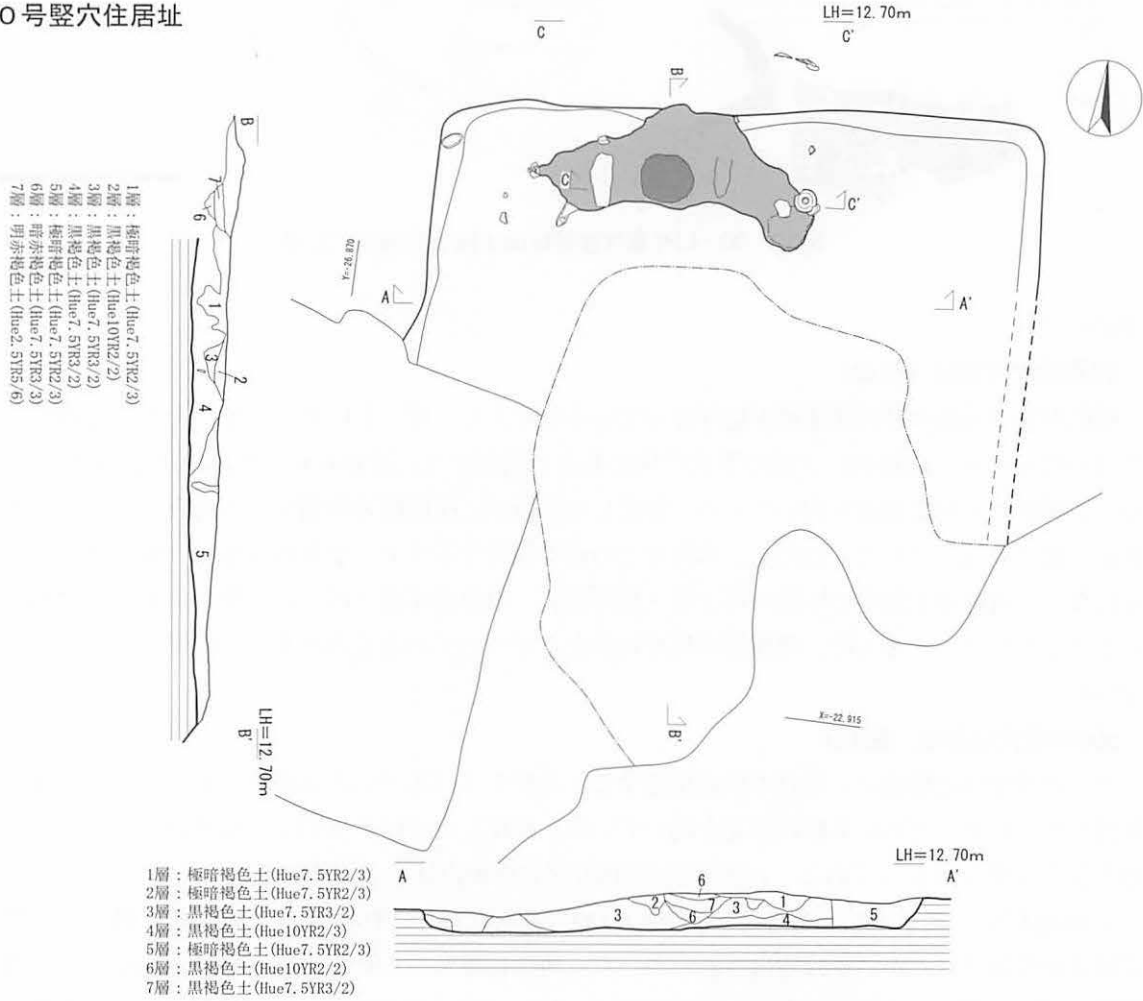 0号竪穴住居址
C
LH=12.70m
C'
B
B
1層：極暗褐色土(Hue7.5YR2/3)
2層：黒褐色土(Hue10YR2/2)
3層：黒褐色土(Hue7.5YR3/2)
4層：黒褐色土(Hue7.5YR3/2)
5層：極暗褐色土(Hue7.5YR2/3)
6層：暗赤褐色土(Hue7.5YR3/3)
7層：明赤褐色土(Hue2.5YR5/6)
7
6
1
3
2
4
5
C
C'
Y=-26.870
A
A'
B'
X=-22.915
B'
LH=12.70m
1層：極暗褐色土(Hue7.5YR2/3)
2層：極暗褐色土(Hue7.5YR2/3)
3層：黒褐色土(Hue7.5YR3/2)
4層：黒褐色土(Hue10YR2/3)
5層：極暗褐色土(Hue7.5YR2/3)
6層：黒褐色土(Hue10YR2/2)
7層：黒褐色土(Hue7.5YR3/2)
A
LH=12.70m
A'
6
3
2
7
3
1
6
4
5